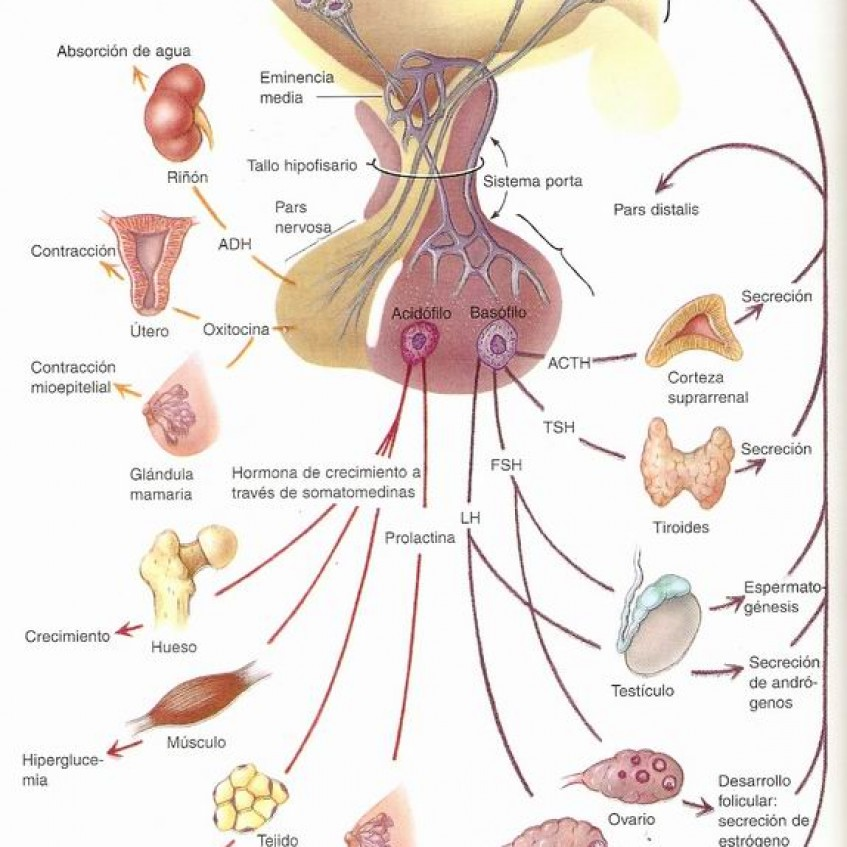 Absorción de agua
Eminencia
media
Riñón
Tallo hipofisario
Sistema porta
Pars distalis
Pars
nervosa
ADH
Contracción
Útero
Oxitocina
Acidófilo
Basófilo
Secreción
ACTH
Corteza
suprarrenal
Contracción
mioepitelial
TSH
Secreción
Glándula
mamaria
Hormona de crecimiento a
través de somatomedinas
FSH
LH
Tiroides
Prolactina
Espermato-
génesis
Crecimiento
Hueso
Testículo
Secreción
de andró-
genos
Músculo
Hipergluce-
mia
Desarrollo
folicular:
secreción de
estrógeno
Ovario
Tejido